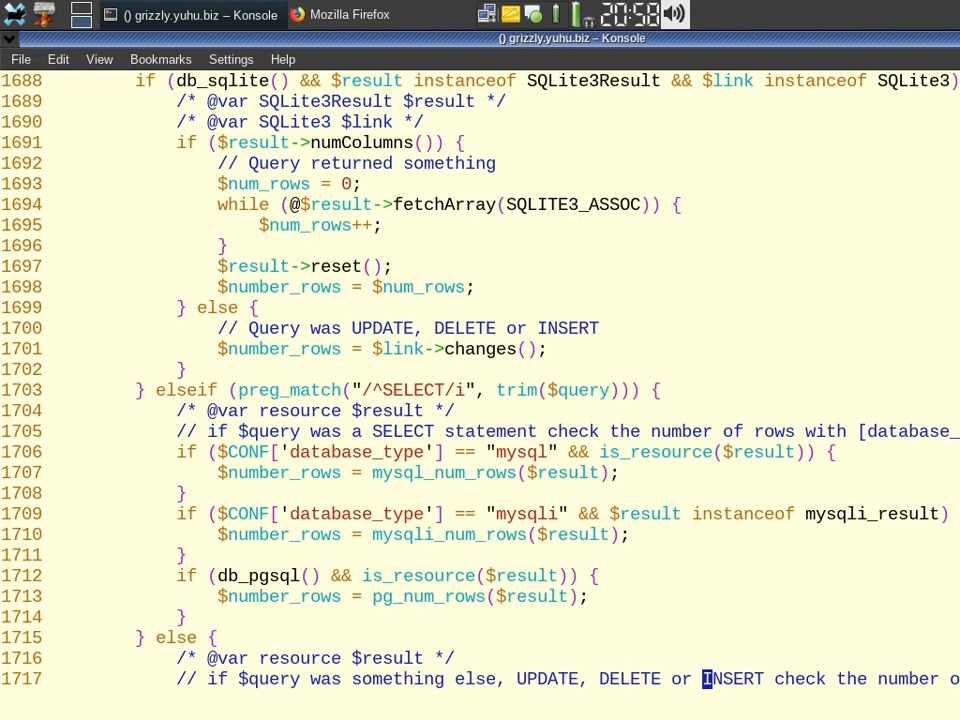 () grizzly.yuhu.biz – Konsole Mozilla Firefox 20:58
() grizzly.yuhu.biz – Konsole
File Edit View Bookmarks Settings Help
1688         if (db_sqlite() && $result instanceof SQLite3Result && $link instanceof SQLite3)
1689             /* @var SQLite3Result $result */
1690             /* @var SQLite3 $link */
1691             if ($result->numColumns()) {
1692                 // Query returned something
1693                 $num_rows = 0;
1694                 while (@$result->fetchArray(SQLITE3_ASSOC)) {
1695                     $num_rows++;
1696                 }
1697                 $result->reset();
1698                 $number_rows = $num_rows;
1699             } else {
1700                 // Query was UPDATE, DELETE or INSERT
1701                 $number_rows = $link->changes();
1702             }
1703         } elseif (preg_match("/^SELECT/i", trim($query))) {
1704             /* @var resource $result */
1705             // if $query was a SELECT statement check the number of rows with [database_
1706             if ($CONF['database_type'] == "mysql" && is_resource($result)) {
1707                 $number_rows = mysql_num_rows($result);
1708             }
1709             if ($CONF['database_type'] == "mysqli" && $result instanceof mysqli_result)
1710                 $number_rows = mysqli_num_rows($result);
1711             }
1712             if (db_pgsql() && is_resource($result)) {
1713                 $number_rows = pg_num_rows($result);
1714             }
1715         } else {
1716             /* @var resource $result */
1717             // if $query was something else, UPDATE, DELETE or INSERT check the number o